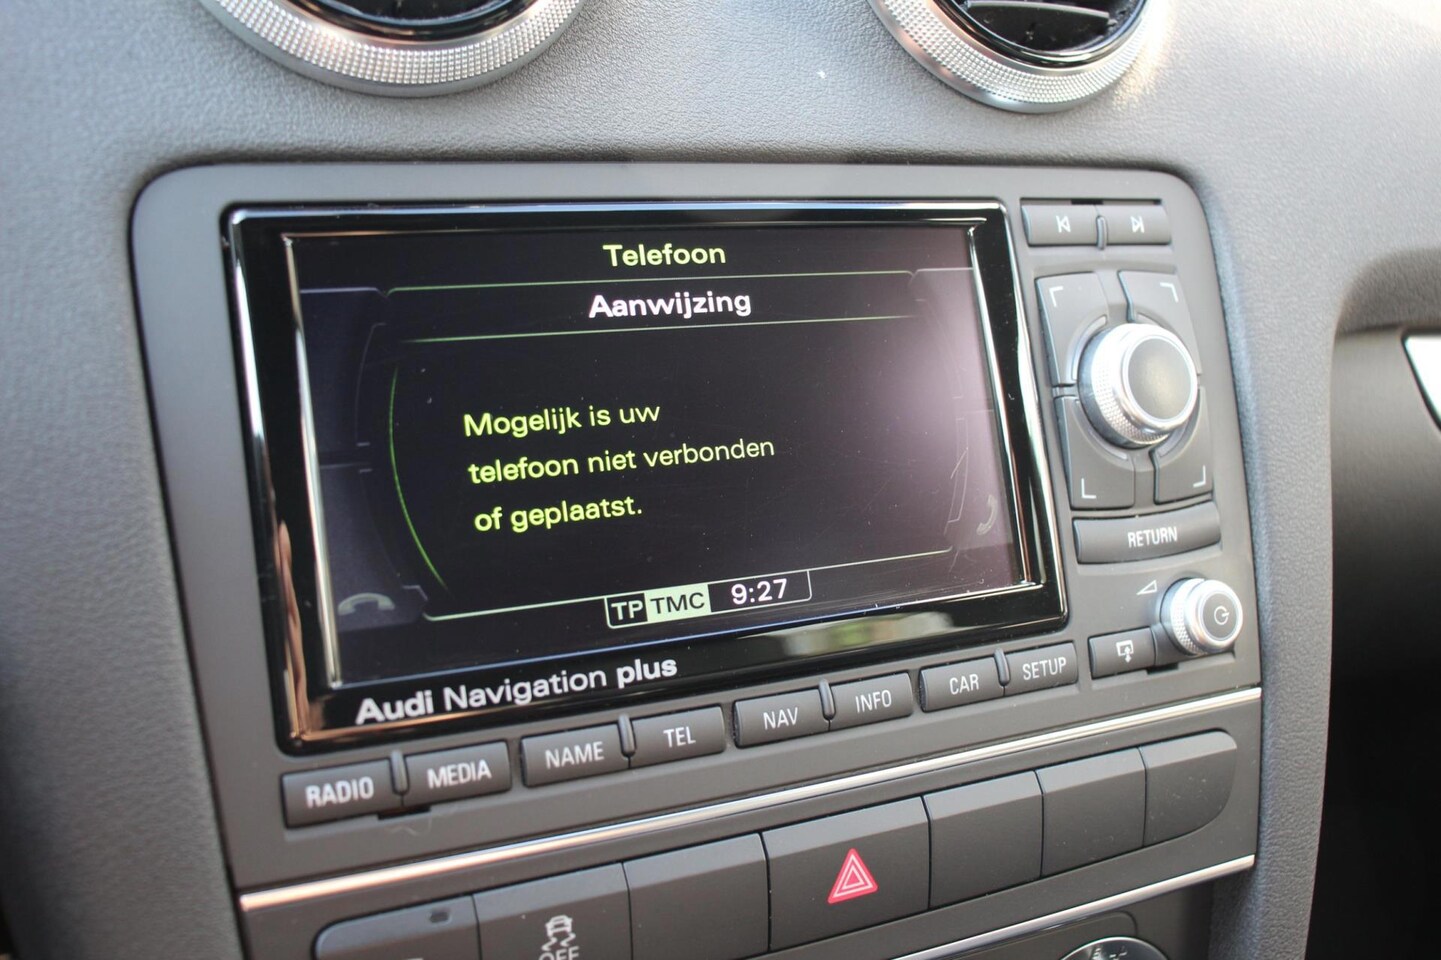 Telefoon
Aanwijzing
Mogelijk is uw
telefoon niet verbonden
of geplaatst.
TP TMC 9:27
Audi Navigation plus
RETURN
RADIO MEDIA NAME TEL NAV INFO CAR SETUP
OFF